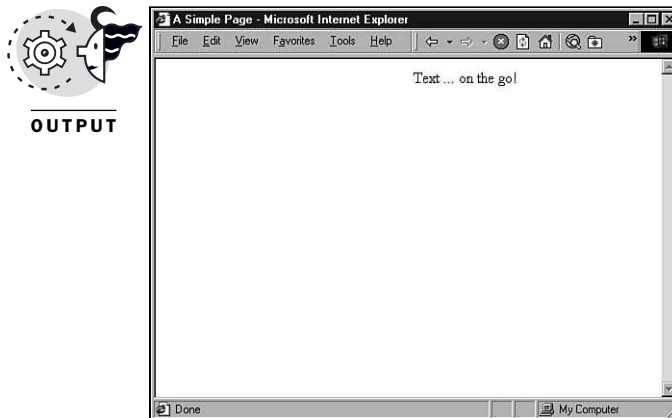 OUTPUT
A Simple Page - Microsoft Internet Explorer
File Edit View Favorites Tools Help »
Text ... on the go!
Done My Computer